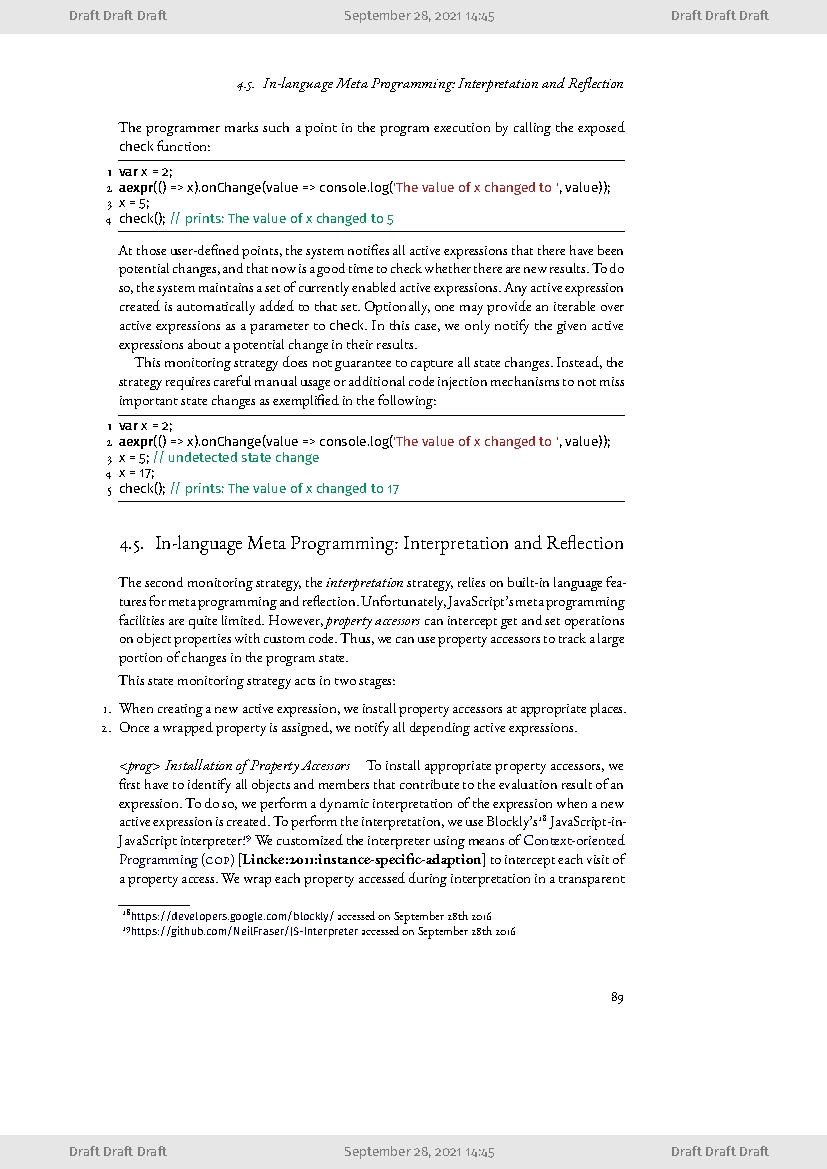 Draft Draft Draft September 28, 2021 14:45 Draft Draft Draft
4.5. In-language Meta Programming: Interpretation and Reflection
The programmer marks such a point in the program execution by calling the exposed
check function:
1 var x = 2;
2 aexpr(() => x).onChange(value => console.log('The value of x changed to ', value));
3 x = 5;
4 check(); // prints: The value of x changed to 5
At those user-defined points, the system notifies all active expressions that there have been
potential changes, and that now is a good time to check whether there are new results. To do
so, the system maintains a set of currently enabled active expressions. Any active expression
created is automatically added to that set. Optionally, one may provide an iterable over
active expressions as a parameter to check. In this case, we only notify the given active
expressions about a potential change in their results.
This monitoring strategy does not guarantee to capture all state changes. Instead, the
strategy requires careful manual usage or additional code injection mechanisms to not miss
important state changes as exemplified in the following:
1 var x = 2;
2 aexpr(() => x).onChange(value => console.log('The value of x changed to ', value));
3 x = 5; // undetected state change
4 x = 17;
5 check(); // prints: The value of x changed to 17
4.5. In-language Meta Programming: Interpretation and Reflection
The second monitoring strategy, the interpretation strategy, relies on built-in language fea-
tures for meta programming and reflection. Unfortunately, JavaScript's meta programming
facilities are quite limited. However, property accessors can intercept get and set operations
on object properties with custom code. Thus, we can use property accessors to track a large
portion of changes in the program state.
This state monitoring strategy acts in two stages:
1. When creating a new active expression, we install property accessors at appropriate places.
2. Once a wrapped property is assigned, we notify all depending active expressions.
<prog> Installation of Property Accessors To install appropriate property accessors, we
first have to identify all objects and members that contribute to the evaluation result of an
expression. To do so, we perform a dynamic interpretation of the expression when a new
active expression is created. To perform the interpretation, we use Blockly's18 JavaScript-in-
JavaScript interpreter.19 We customized the interpreter using means of Context-oriented
Programming (COP) [Lincke:2011:instance-specific-adaption] to intercept each visit of
a property access. We wrap each property accessed during interpretation in a transparent
18https://developers.google.com/blockly/ accessed on September 28th 2016
19https://github.com/NeilFraser/JS-Interpreter accessed on September 28th 2016
89
Draft Draft Draft September 28, 2021 14:45 Draft Draft Draft